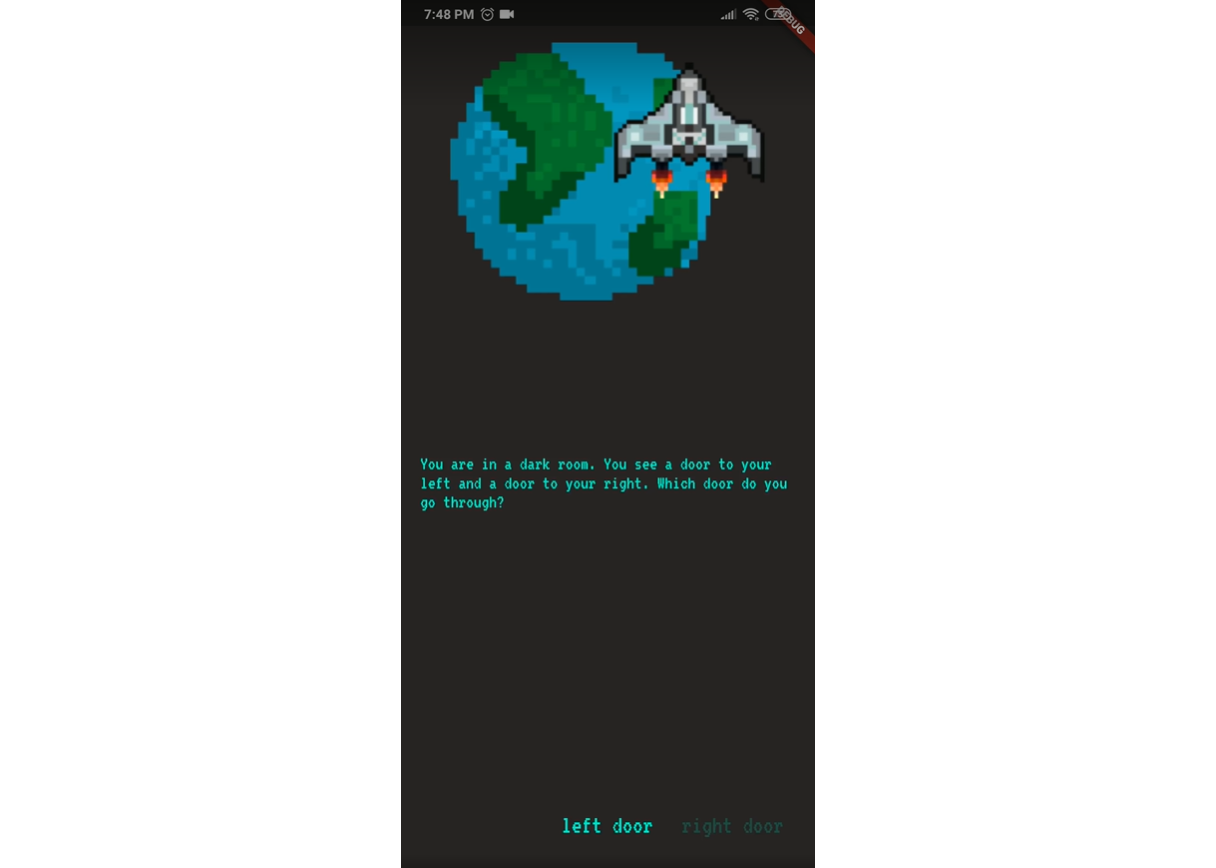 7:48 PM
DEBUG
You are in a dark room. You see a door to your
left and a door to your right. Which door do you
go through?
left door right door